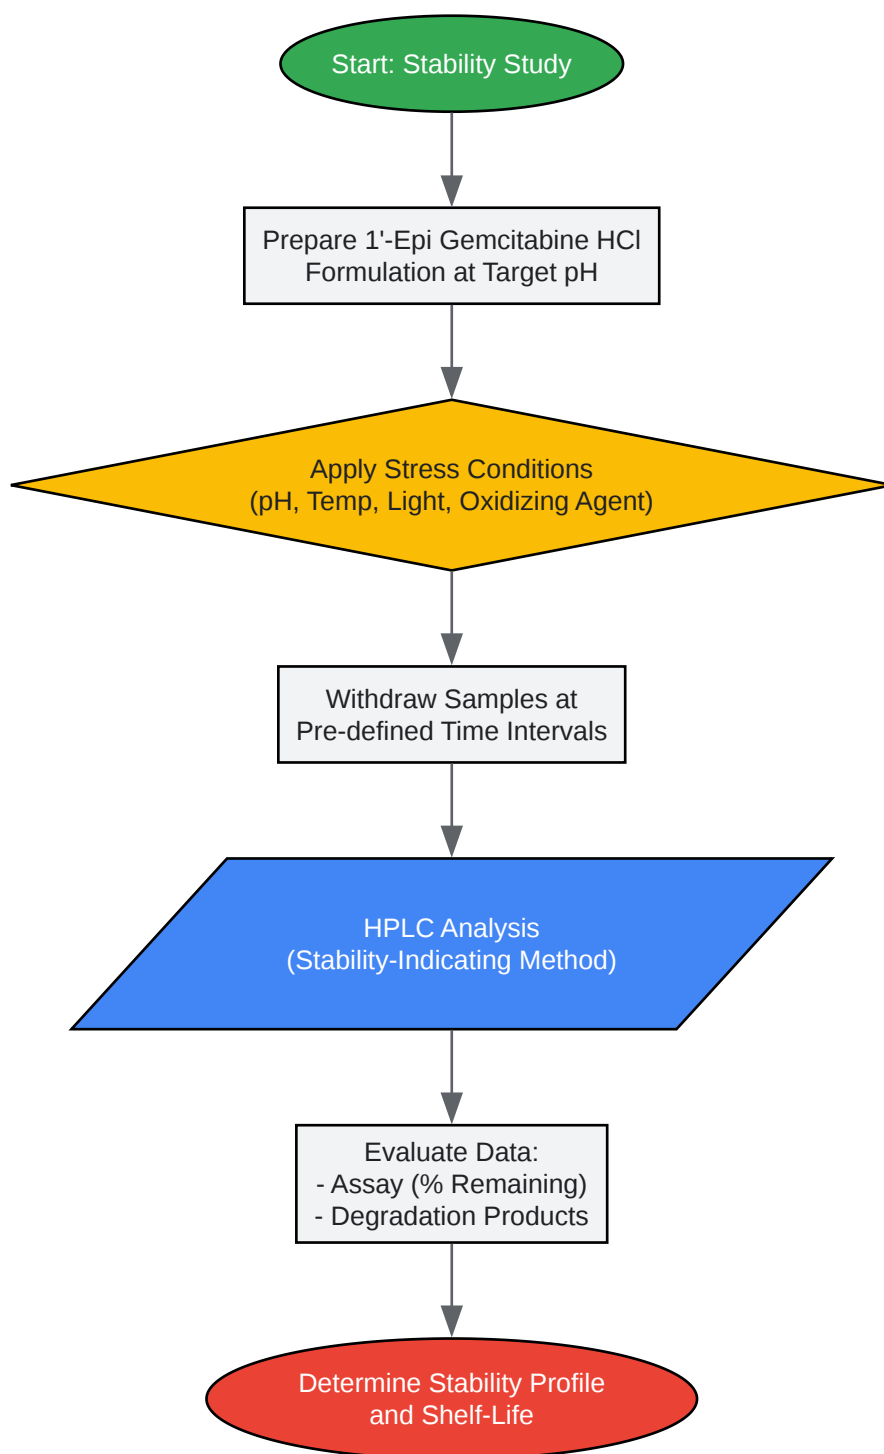 Start: Stability Study
Prepare 1'-Epi Gemcitabine HCl
Formulation at Target pH
Apply Stress Conditions
(pH, Temp, Light, Oxidizing Agent)
Withdraw Samples at
Pre-defined Time Intervals
HPLC Analysis
(Stability-Indicating Method)
Evaluate Data:
- Assay (% Remaining)
- Degradation Products
Determine Stability Profile
and Shelf-Life